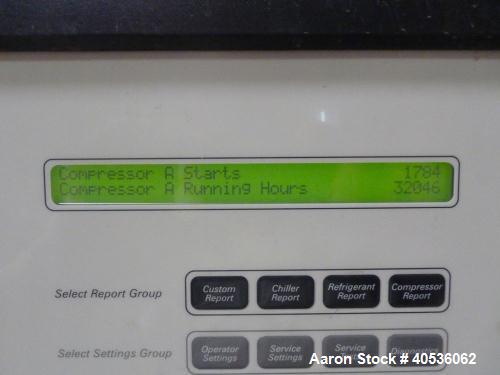 Compressor A Starts 1784
Compressor A Running Hours 32046
Select Report Group
Custom Report
Chiller Report
Refrigerant Report
Compressor Report
Select Settings Group
Operator Settings
Service Settings
Service
Diagnostics
Aaron Stock # 40536062